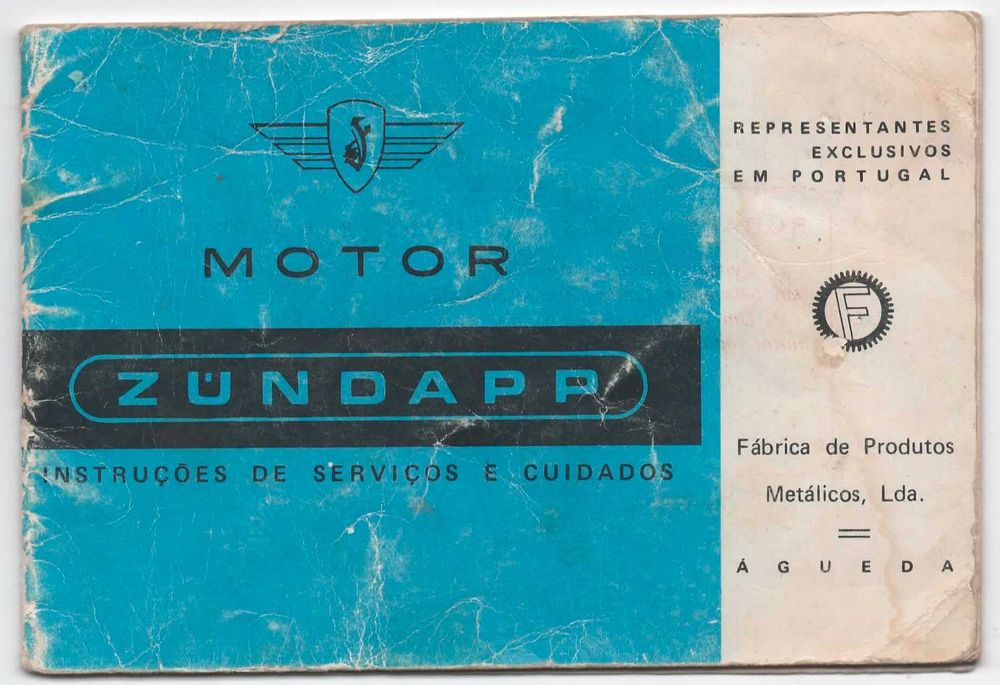 MOTOR
ZÜNDAPP
INSTRUÇÕES DE SERVIÇOS E CUIDADOS
REPRESENTANTES
EXCLUSIVOS
EM PORTUGAL
F
Fábrica de Produtos
Metálicos, Lda.
ÁGUEDA